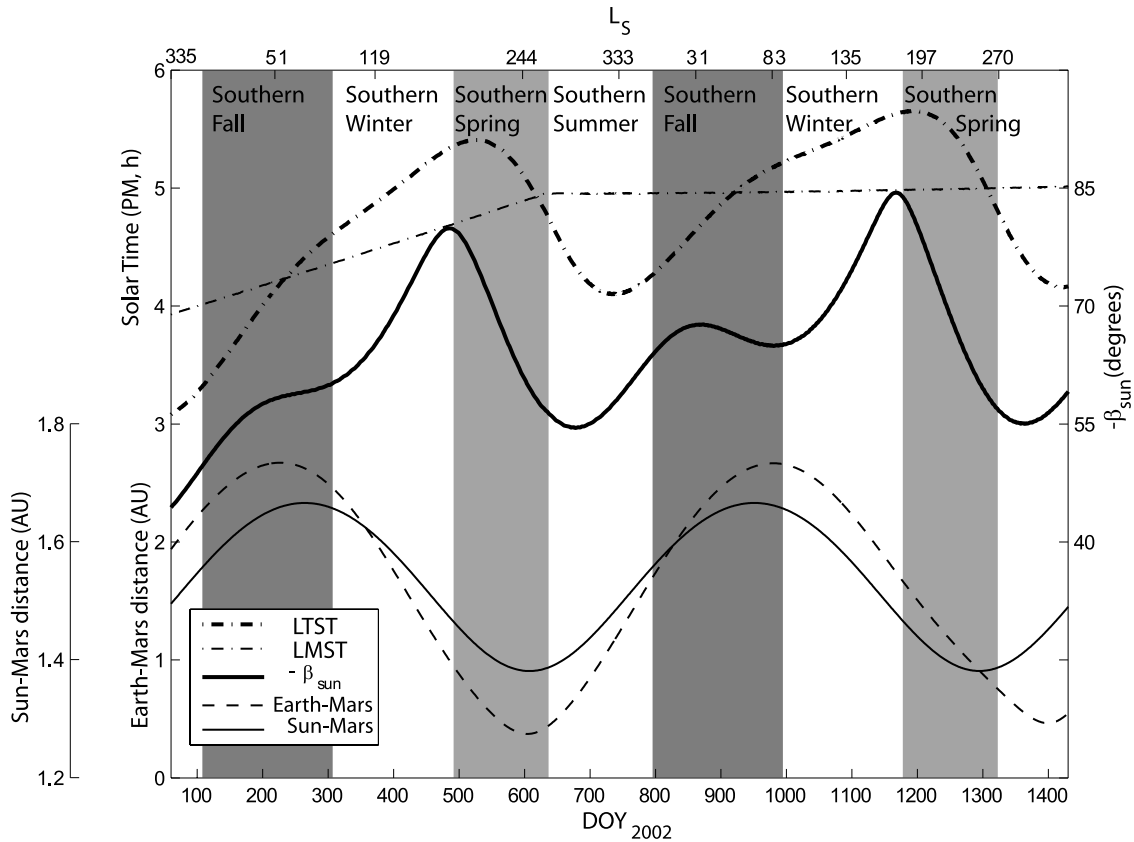 L_S
335 51 119 244 333 31 83 135 197 270
Southern Fall
Southern Winter
Southern Spring
Southern Summer
Southern Fall
Southern Winter
Southern Spring
Solar Time (PM, h)
6
5
4
3
2
1
0
Earth-Mars distance (AU)
1.8
1.6
1.4
1.2
Sun-Mars distance (AU)
85
70
55
40
-β_sun (degrees)
LTST
LMST
- β_sun
Earth-Mars
Sun-Mars
100 200 300 400 500 600 700 800 900 1000 1100 1200 1300 1400
DOY_2002